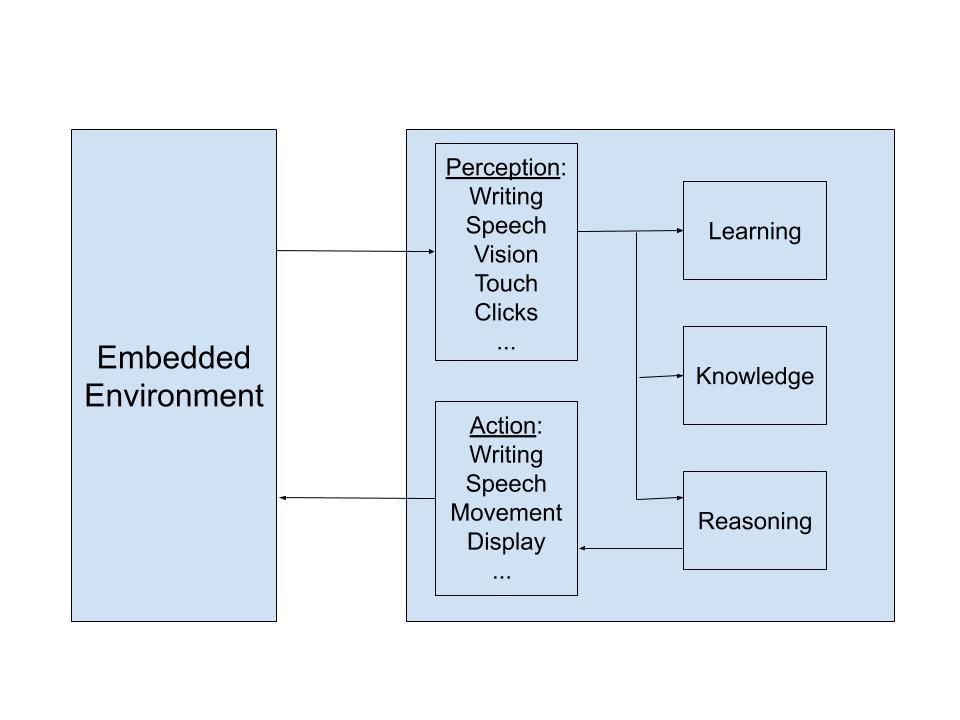 Embedded
Environment
Perception:
Writing
Speech
Vision
Touch
Clicks
...
Action:
Writing
Speech
Movement
Display
...
Learning
Knowledge
Reasoning